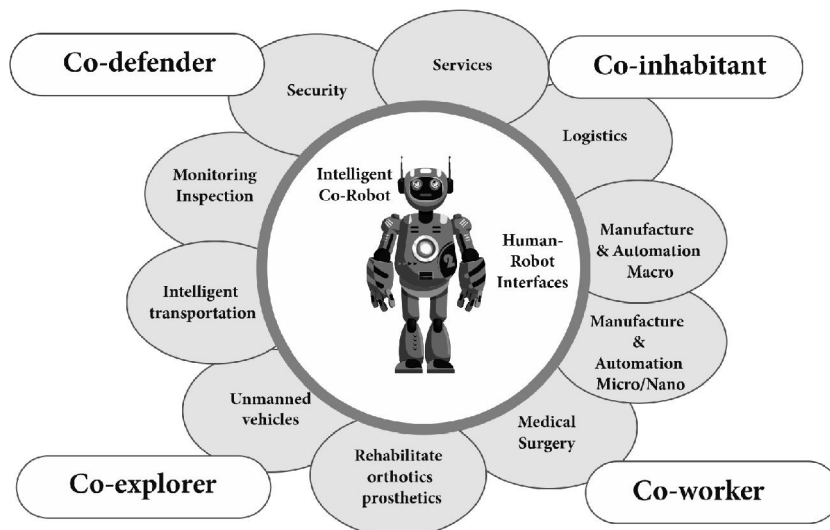 Co-defender
Services
Co-inhabitant
Security
Logistics
Monitoring
Inspection
Intelligent
Co-Robot
Human-
Robot
Interfaces
Manufacture
& Automation
Macro
Intelligent
transportation
Manufacture
&
Automation
Micro/Nano
Unmanned
vehicles
Medical
Surgery
Rehabilitate
orthotics
prosthetics
Co-explorer
Co-worker
2